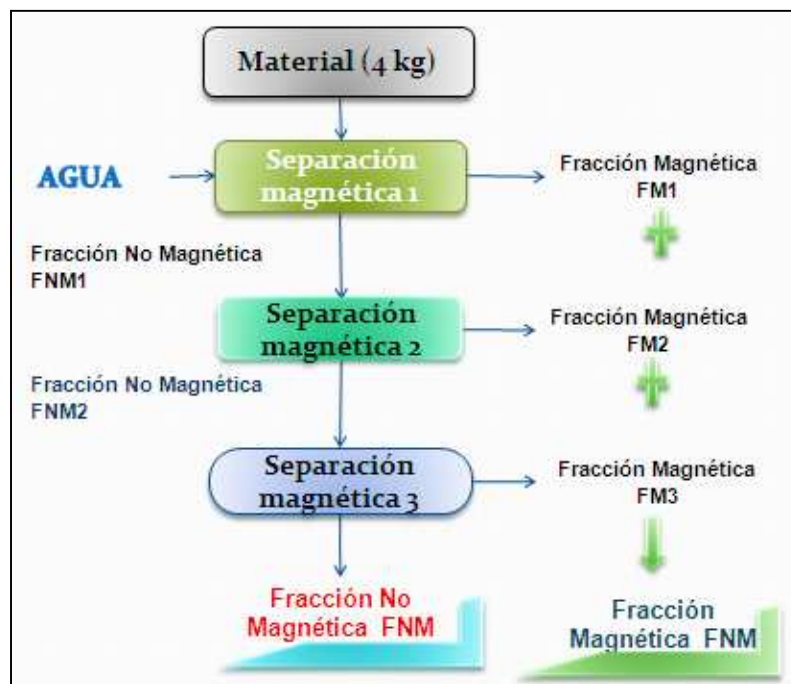 Material (4 kg)
AGUA
Separación
magnética 1
Fracción Magnética
FM1
Fracción No Magnética
FNM1
Separación
magnética 2
Fracción Magnética
FM2
Fracción No Magnética
FNM2
Separación
magnética 3
Fracción Magnética
FM3
Fracción No
Magnética FNM
Fracción
Magnética FNM